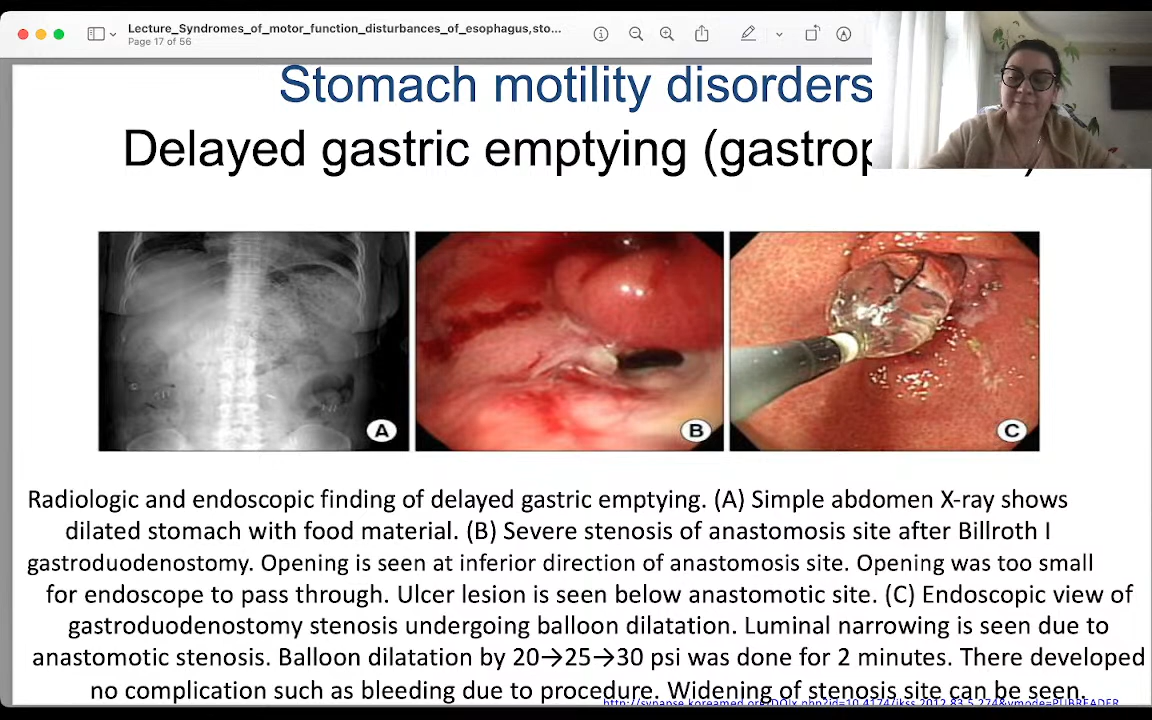 Lecture_Syndromes_of_motor_function_disturbances_of_esophagus,sto...
Page 17 of 56
Stomach motility disorders
Delayed gastric emptying (gastrop
A
B
C
Radiologic and endoscopic finding of delayed gastric emptying. (A) Simple abdomen X-ray shows
dilated stomach with food material. (B) Severe stenosis of anastomosis site after Billroth I
gastroduodenostomy. Opening is seen at inferior direction of anastomosis site. Opening was too small
for endoscope to pass through. Ulcer lesion is seen below anastomotic site. (C) Endoscopic view of
gastroduodenostomy stenosis undergoing balloon dilatation. Luminal narrowing is seen due to
anastomotic stenosis. Balloon dilatation by 20→25→30 psi was done for 2 minutes. There developed
no complication such as bleeding due to procedure. Widening of stenosis site can be seen.